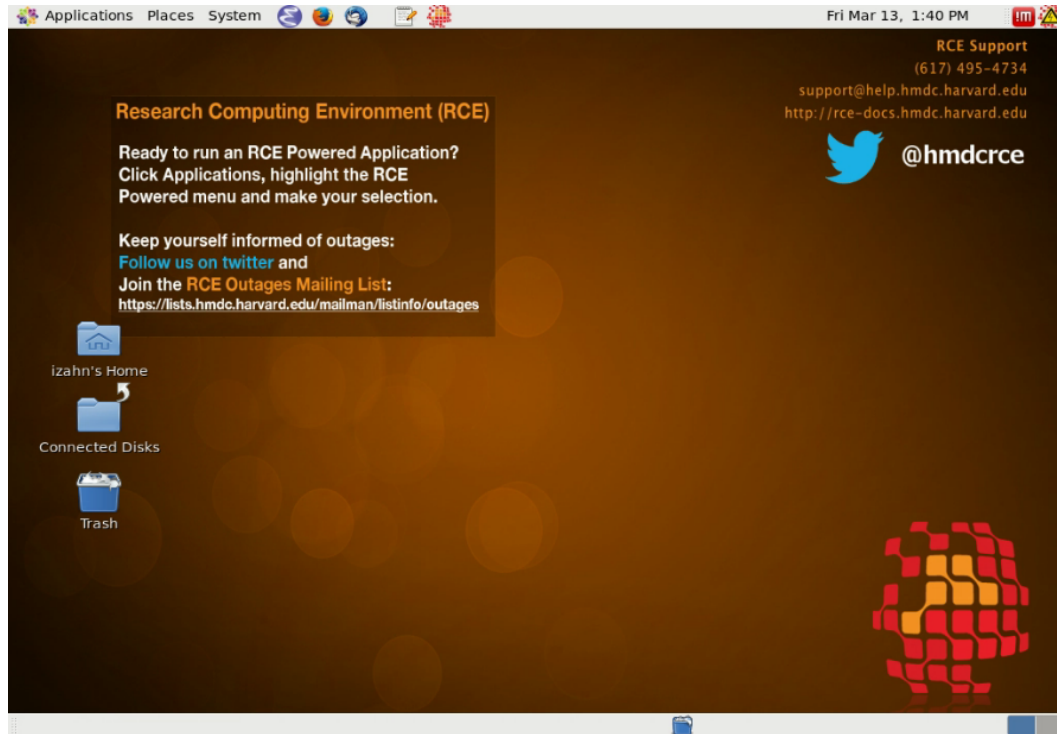 Applications Places System
Fri Mar 13, 1:40 PM
!m
RCE Support
(617) 495-4734
support@help.hmdc.harvard.edu
http://rce-docs.hmdc.harvard.edu
@hmdcrce
Research Computing Environment (RCE)
Ready to run an RCE Powered Application?
Click Applications, highlight the RCE
Powered menu and make your selection.
Keep yourself informed of outages:
Follow us on twitter and
Join the RCE Outages Mailing List:
https://lists.hmdc.harvard.edu/mailman/listinfo/outages
izahn's Home
Connected Disks
Trash